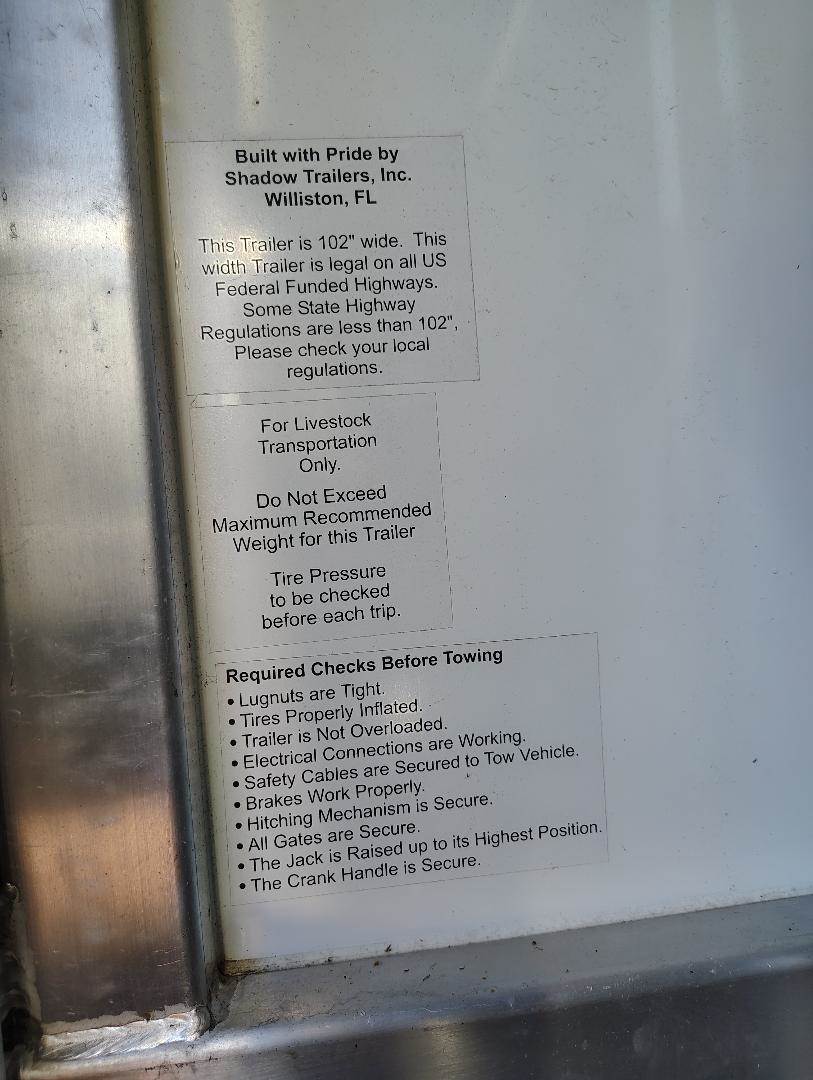 Built with Pride by
Shadow Trailers, Inc.
Williston, FL
This Trailer is 102" wide. This
width Trailer is legal on all US
Federal Funded Highways.
Some State Highway
Regulations are less than 102",
Please check your local
regulations.
For Livestock
Transportation
Only.
Do Not Exceed
Maximum Recommended
Weight for this Trailer
Tire Pressure
to be checked
before each trip.
Required Checks Before Towing
• Lugnuts are Tight.
• Tires Properly Inflated.
• Trailer is Not Overloaded.
• Electrical Connections are Working.
• Safety Cables are Secured to Tow Vehicle.
• Brakes Work Properly.
• Hitching Mechanism is Secure.
• All Gates are Secure.
• The Jack is Raised up to its Highest Position.
• The Crank Handle is Secure.